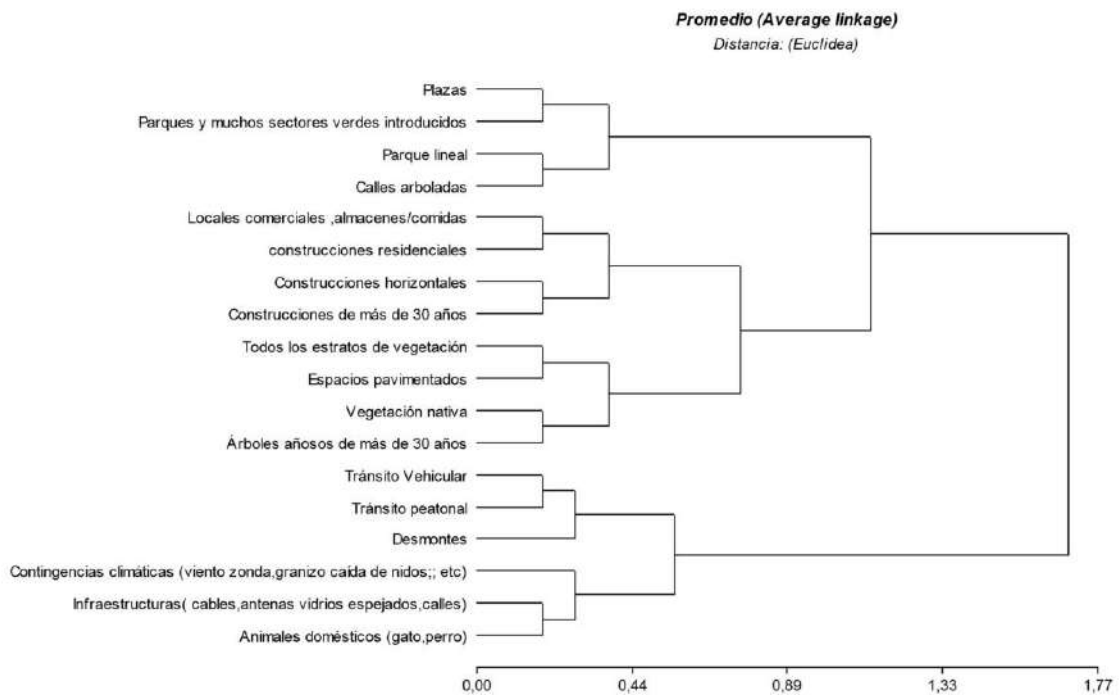 Promedio (Average linkage)
Distancia: (Euclidea)
Plazas
Parques y muchos sectores verdes introducidos
Parque lineal
Calles arboladas
Locales comerciales ,almacenes/comidas
construcciones residenciales
Construcciones horizontales
Construcciones de más de 30 años
Todos los estratos de vegetación
Espacios pavimentados
Vegetación nativa
Árboles añosos de más de 30 años
Tránsito Vehicular
Tránsito peatonal
Desmontes
Contingencias climáticas (viento zonda,granizo caída de nidos;; etc)
Infraestructuras( cables,antenas vidrios espejados,calles)
Animales domésticos (gato,perro)
0,00 0,44 0,89 1,33 1,77